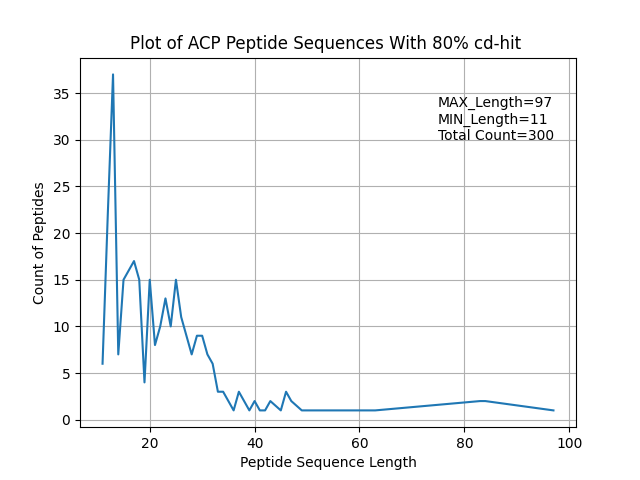 Plot of ACP Peptide Sequences With 80% cd-hit
MAX_Length=97
MIN_Length=11
Total Count=300
Count of Peptides
35
30
25
20
15
10
5
0
20
40
60
80
100
Peptide Sequence Length